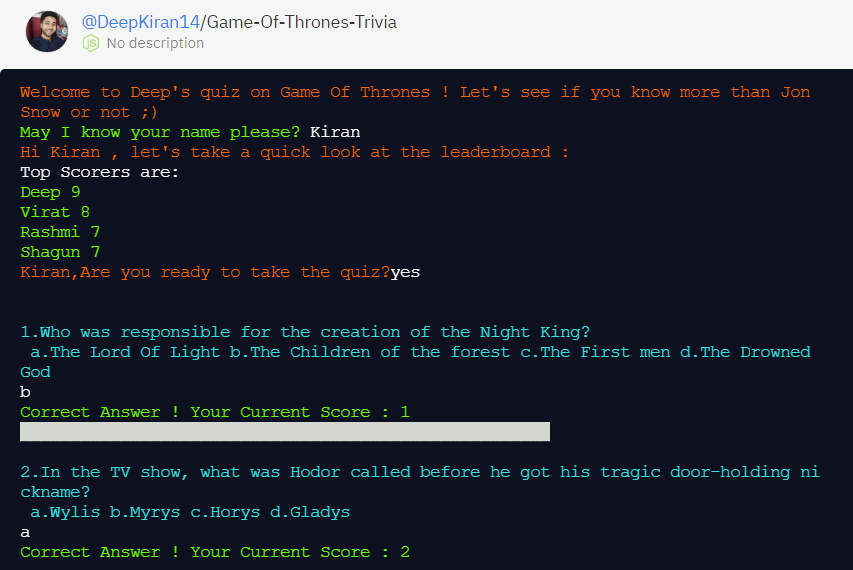 @DeepKiran14/Game-Of-Thrones-Trivia
JS No description
Welcome to Deep's quiz on Game Of Thrones ! Let's see if you know more than Jon
Snow or not ;)
May I know your name please? Kiran
Hi Kiran , let's take a quick look at the leaderboard :
Top Scorers are:
Deep 9
Virat 8
Rashmi 7
Shagun 7
Kiran,Are you ready to take the quiz?yes
1.Who was responsible for the creation of the Night King?
a.The Lord Of Light b.The Children of the forest c.The First men d.The Drowned
God
b
Correct Answer ! Your Current Score : 1
2.In the TV show, what was Hodor called before he got his tragic door-holding ni
ckname?
a.Wylis b.Myrys c.Horys d.Gladys
a
Correct Answer ! Your Current Score : 2